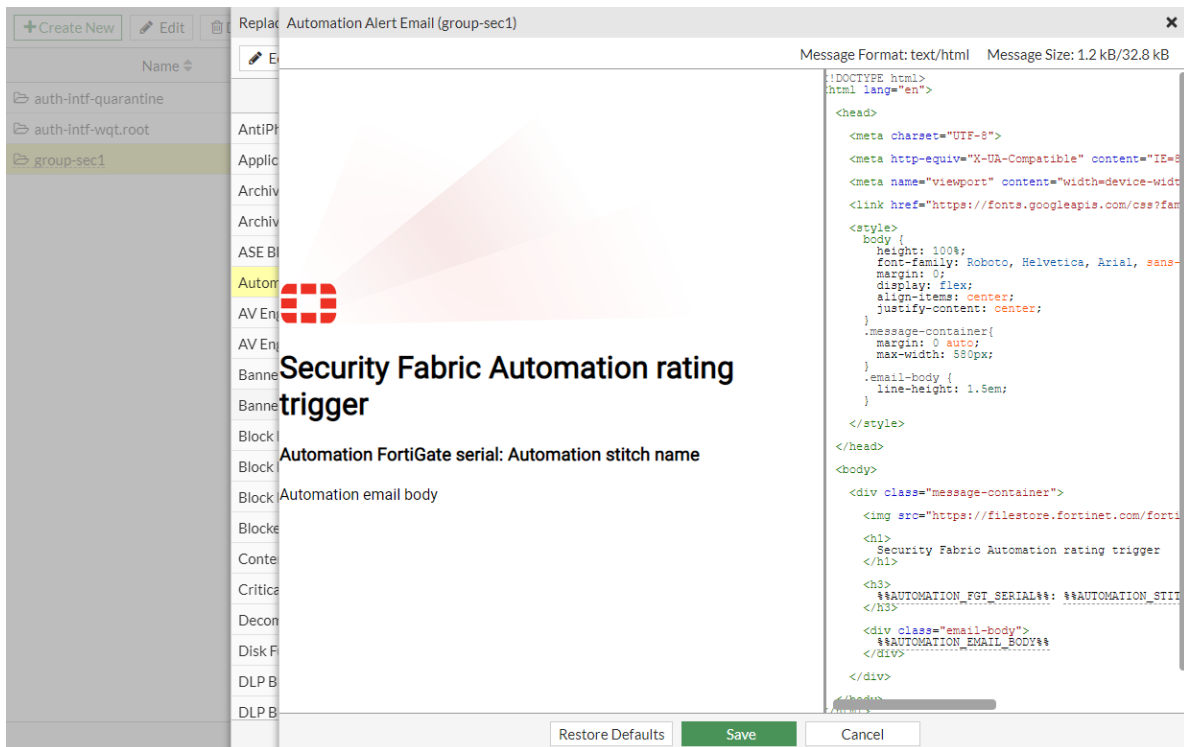 Create New
Edit
Name
auth-intf-quarantine
auth-intf-wqt.root
group-sec1
Replac
E
AntiPh
Applic
Archiv
Archiv
ASE Bl
Autom
AV Eng
AV Eng
Banne
Banne
Block
Block
Block
Blocke
Conte
Critica
Decom
Disk F
DLP B
DLP B
Automation Alert Email (group-sec1)
Message Format: text/html Message Size: 1.2 kB/32.8 kB
Security Fabric Automation rating
trigger
Automation FortiGate serial: Automation stitch name
Automation email body
!DOCTYPE html>
html lang="en">
<head>
<meta charset="UTF-8">
<meta http-equiv="X-UA-Compatible" content="IE=8
<meta name="viewport" content="width=device-widt
<link href="https://fonts.googleapis.com/css?fam
<style>
body {
height: 100%;
font-family: Roboto, Helvetica, Arial, sans-
margin: 0;
display: flex;
align-items: center;
justify-content: center;
}
.message-container{
margin: 0 auto;
max-width: 580px;
}
.email-body {
line-height: 1.5em;
}
</style>
</head>
<body>
<div class="message-container">
<img src="https://filestore.fortinet.com/forti
<h1>
Security Fabric Automation rating trigger
</h1>
<h3>
%%AUTOMATION_FGT_SERIAL%%: %%AUTOMATION_STIT
</h3>
<div class="email-body">
%%AUTOMATION_EMAIL_BODY%%
</div>
</div>
</body>
Restore Defaults
Save
Cancel